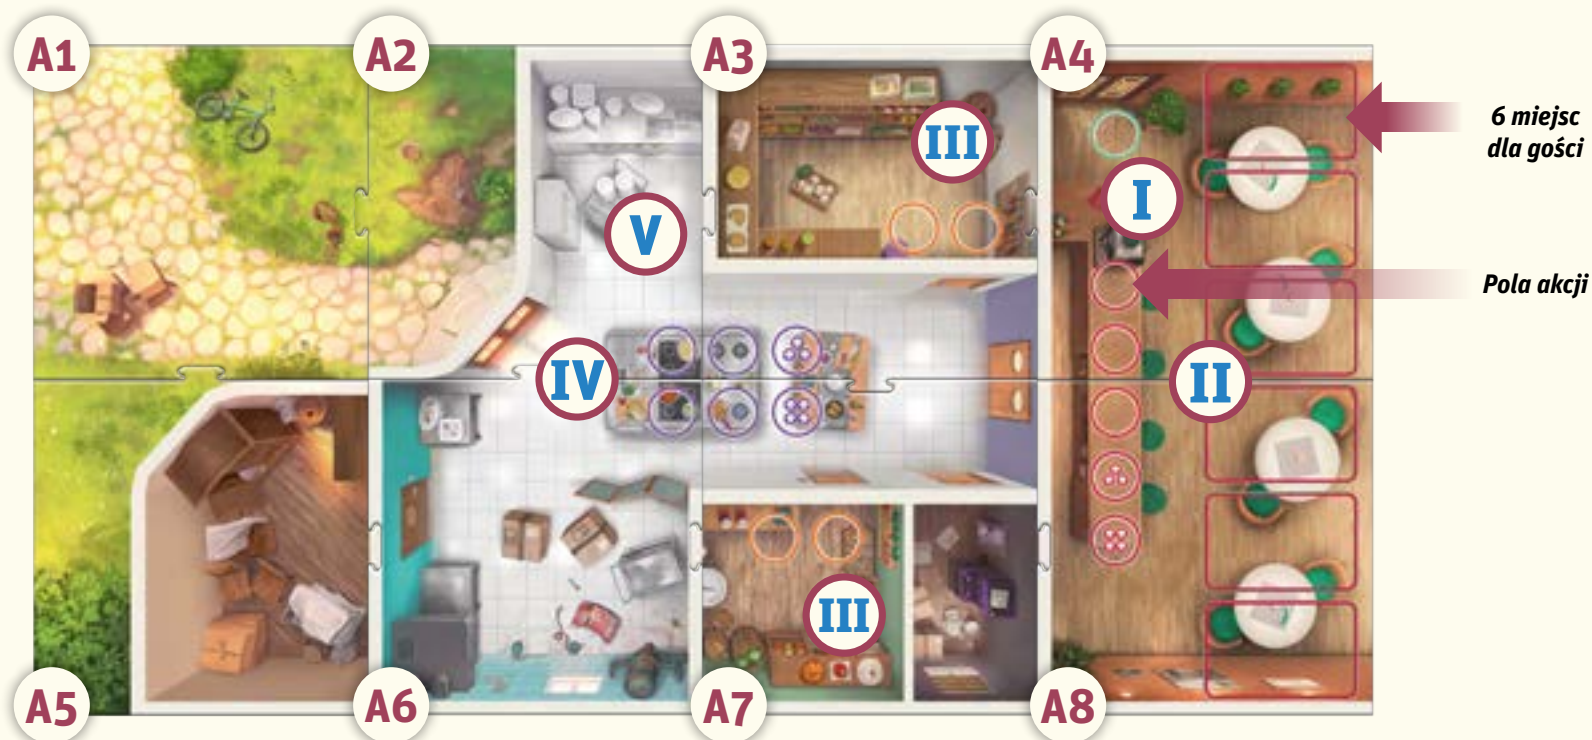 A1
A2
A3
A4
6 miejsc
dla gości
III
I
V
Pola akcji
IV
II
III
A5
A6
A7
A8